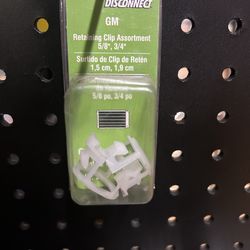 DISCONNECT
GM
Retaining Clip Assortment
5/8", 3/4"
Surtido de Clip de Retén
1,5 cm, 1,9 cm
5/8 po, 3/4 po